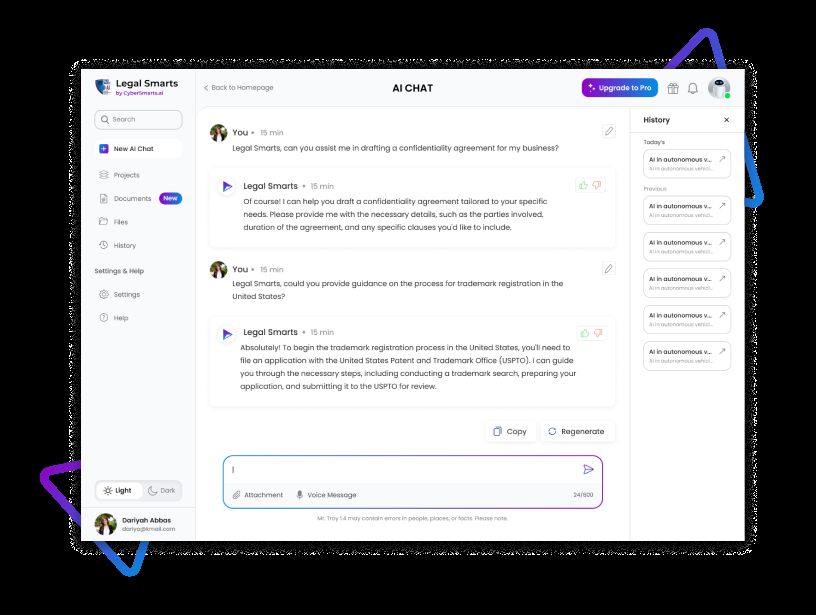 Legal Smarts
by CyberSmarts.ai
Search
New AI Chat
Projects
Documents New
Files
History
Settings & Help
Settings
Help
Light Dark
Dariyah Abbas
dariya@kmail.com
Back to Homepage
AI CHAT
Upgrade to Pro
You • 15 min
Legal Smarts, can you assist me in drafting a confidentiality agreement for my business?
Legal Smarts • 15 min
Of course! I can help you draft a confidentiality agreement tailored to your specific
needs. Please provide me with the necessary details, such as the parties involved,
duration of the agreement, and any specific clauses you'd like to include.
You • 15 min
Legal Smarts, could you provide guidance on the process for trademark registration in the
United States?
Legal Smarts • 15 min
Absolutely! To begin the trademark registration process in the United States, you'll need to
file an application with the United States Patent and Trademark Office (USPTO). I can guide
you through the necessary steps, including conducting a trademark search, preparing your
application, and submitting it to the USPTO for review.
Copy Regenerate
Attachment Voice Message 24/600
Mr. Troy 1.4 may contain errors in people, places, or facts. Please note.
History
Today's
AI in autonomous v...
AI in autonomous vehicl...
Previous
AI in autonomous v...
AI in autonomous vehicl...
AI in autonomous v...
AI in autonomous vehicl...
AI in autonomous v...
AI in autonomous vehicl...
AI in autonomous v...
AI in autonomous vehicl...
AI in autonomous v...
AI in autonomous vehicl...